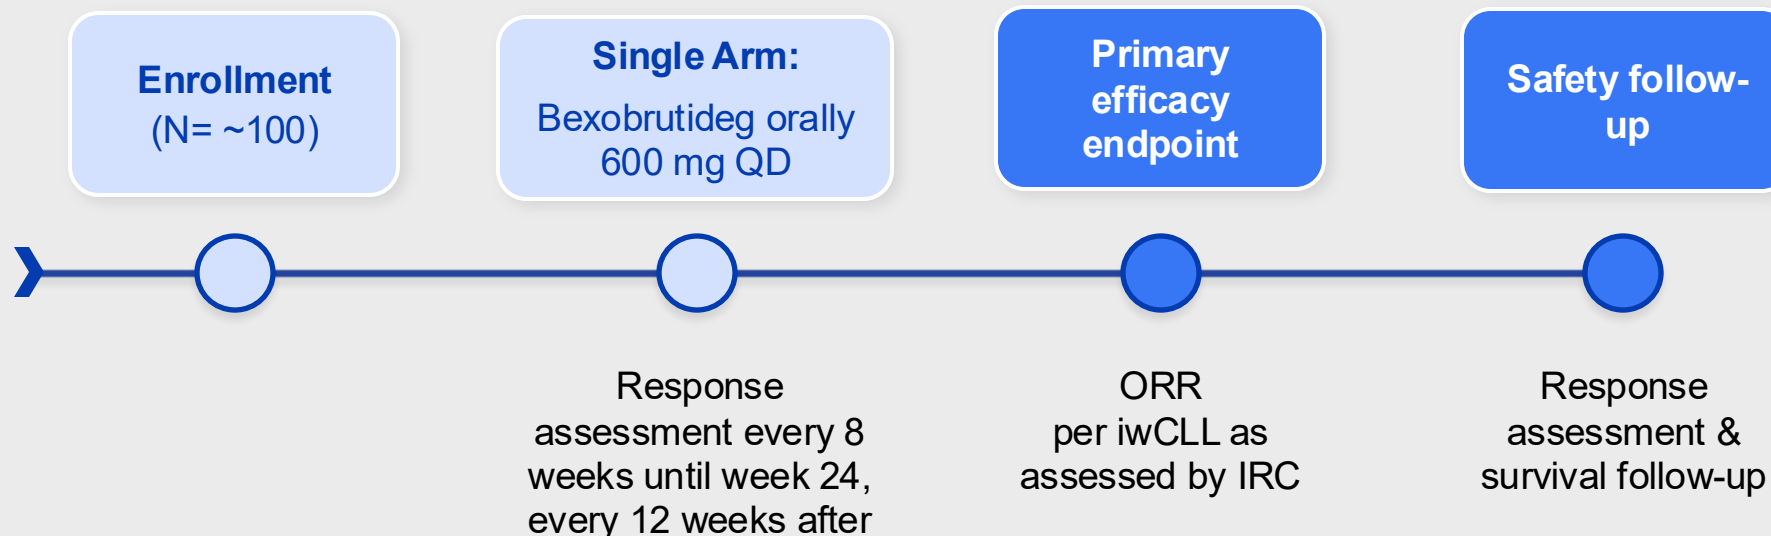 Enrollment
(N= ~100)
Single Arm:
Bexobrutideg orally
600 mg QD
Primary
efficacy
endpoint
Safety follow-
up
Response
assessment every 8
weeks until week 24,
every 12 weeks after
ORR
per iwCLL as
assessed by IRC
Response
assessment &
survival follow-up